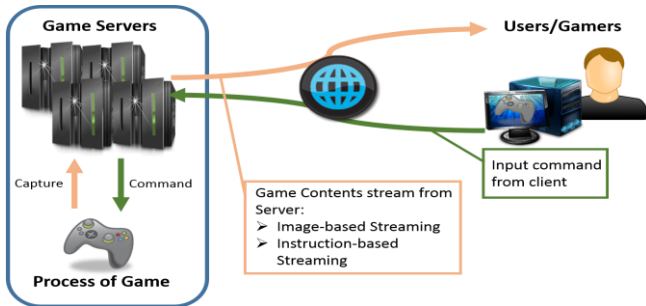 Game Servers
Users/Gamers
Capture
Command
Process of Game
Game Contents stream from
Server:
➢ Image-based Streaming
➢ Instruction-based
Streaming
Input command
from client